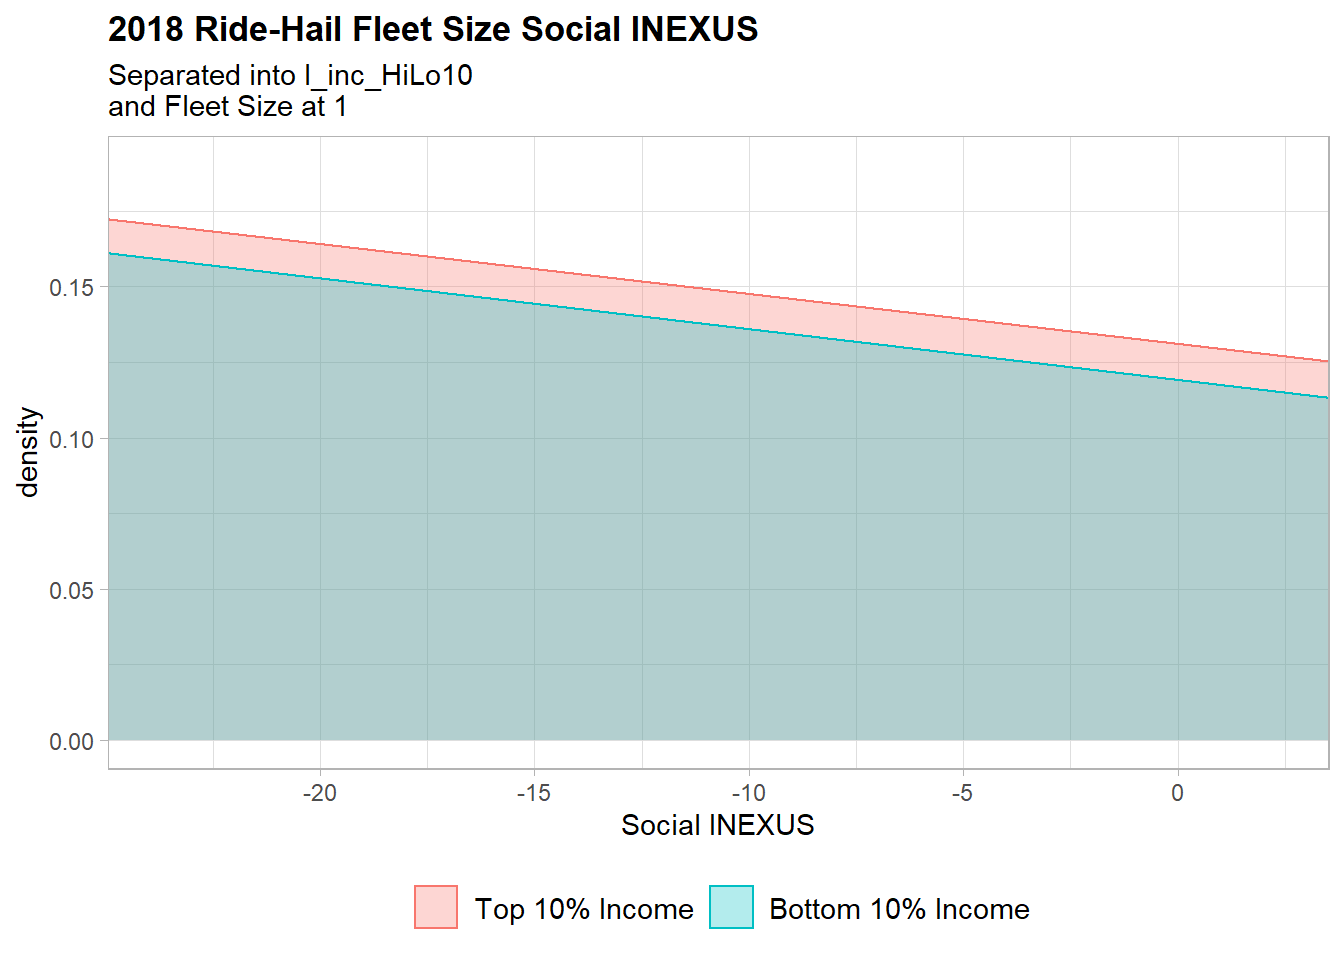 2018 Ride-Hail Fleet Size Social INEXUS
Separated into l_inc_HiLo10
and Fleet Size at 1
density
0.15
0.10
0.05
0.00
-20
-15
-10
-5
0
Social INEXUS
Top 10% Income
Bottom 10% Income